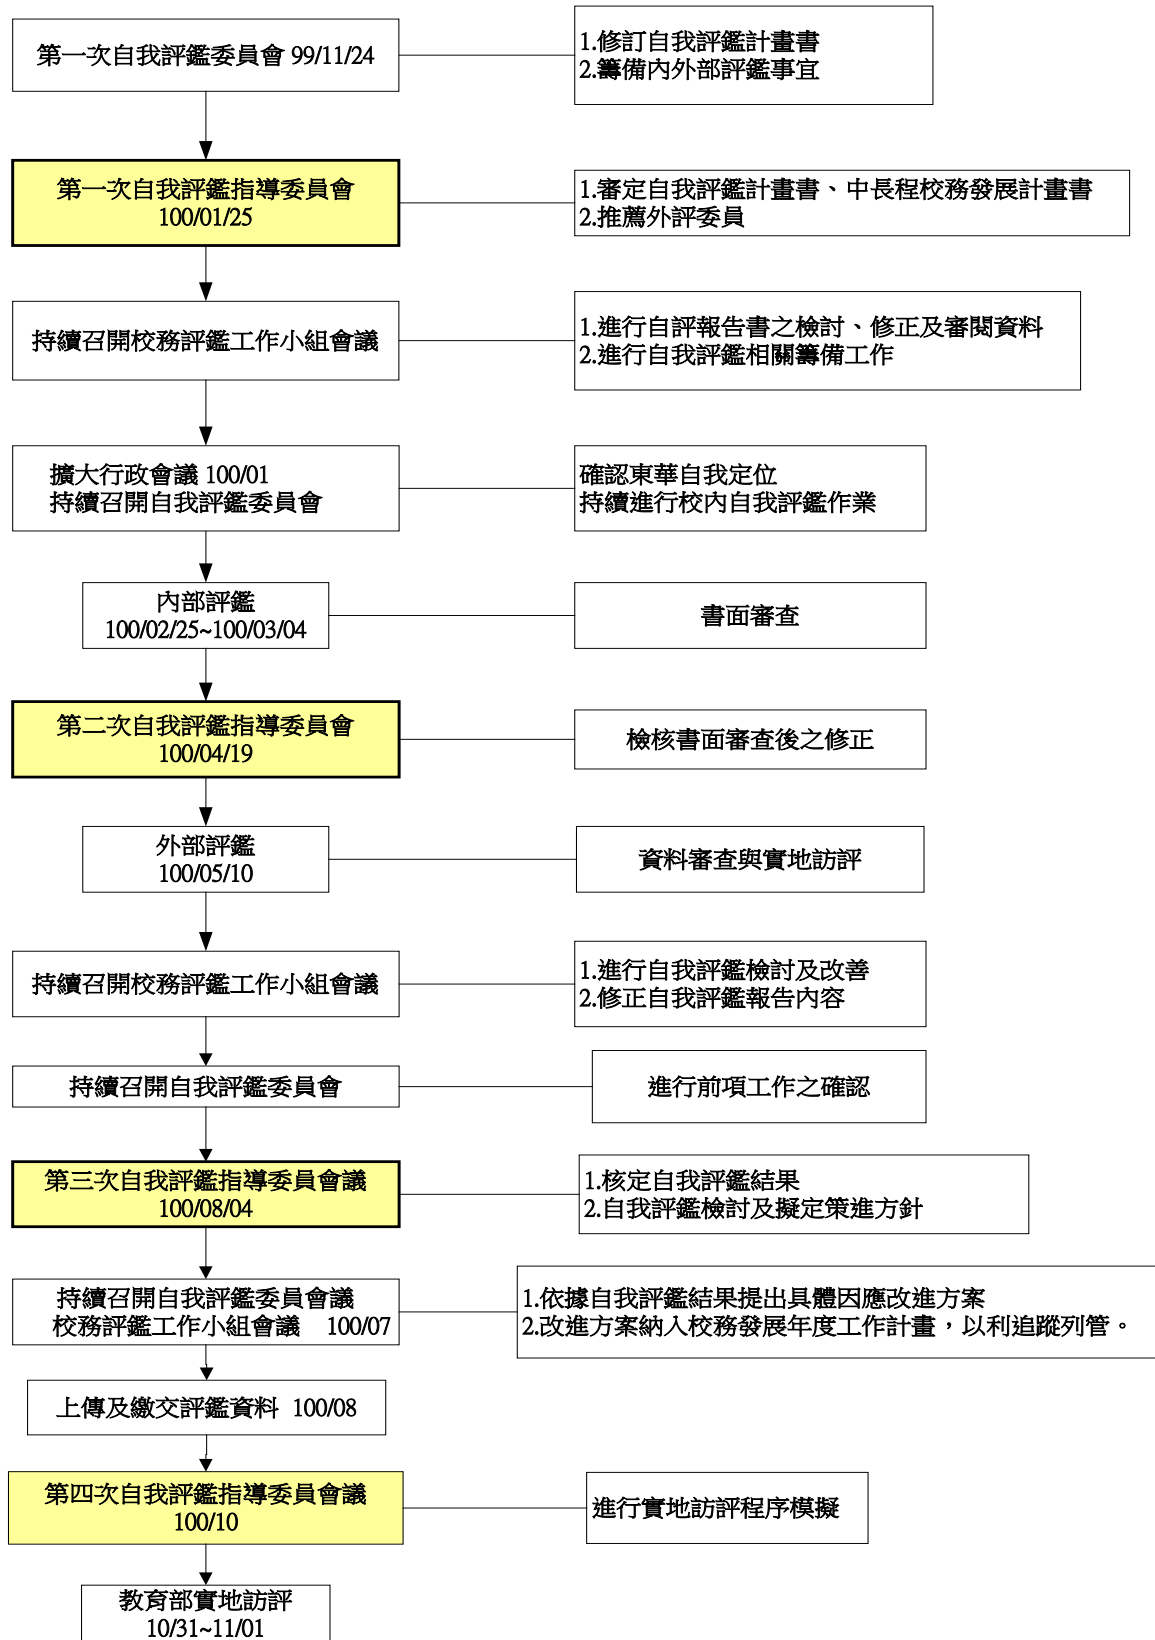 第一次自我評鑑委員會 99/11/24
1.修訂自我評鑑計畫書
2.籌備內外部評鑑事宜
第一次自我評鑑指導委員會
100/01/25
1.審定自我評鑑計畫書、中長程校務發展計畫書
2.推薦外評委員
持續召開校務評鑑工作小組會議
1.進行自評報告書之檢討、修正及審閱資料
2.進行自我評鑑相關籌備工作
擴大行政會議 100/01
持續召開自我評鑑委員會
確認東華自我定位
持續進行校內自我評鑑作業
內部評鑑
100/02/25~100/03/04
書面審查
第二次自我評鑑指導委員會
100/04/19
檢核書面審查後之修正
外部評鑑
100/05/10
資料審查與實地訪評
持續召開校務評鑑工作小組會議
1.進行自我評鑑檢討及改善
2.修正自我評鑑報告內容
持續召開自我評鑑委員會
進行前項工作之確認
第三次自我評鑑指導委員會議
100/08/04
1.核定自我評鑑結果
2.自我評鑑檢討及擬定策進方針
持續召開自我評鑑委員會議
校務評鑑工作小組會議 100/07
1.依據自我評鑑結果提出具體因應改進方案
2.改進方案納入校務發展年度工作計畫，以利追蹤列管。
上傳及繳交評鑑資料 100/08
第四次自我評鑑指導委員會議
100/10
進行實地訪評程序模擬
教育部實地訪評
10/31~11/01